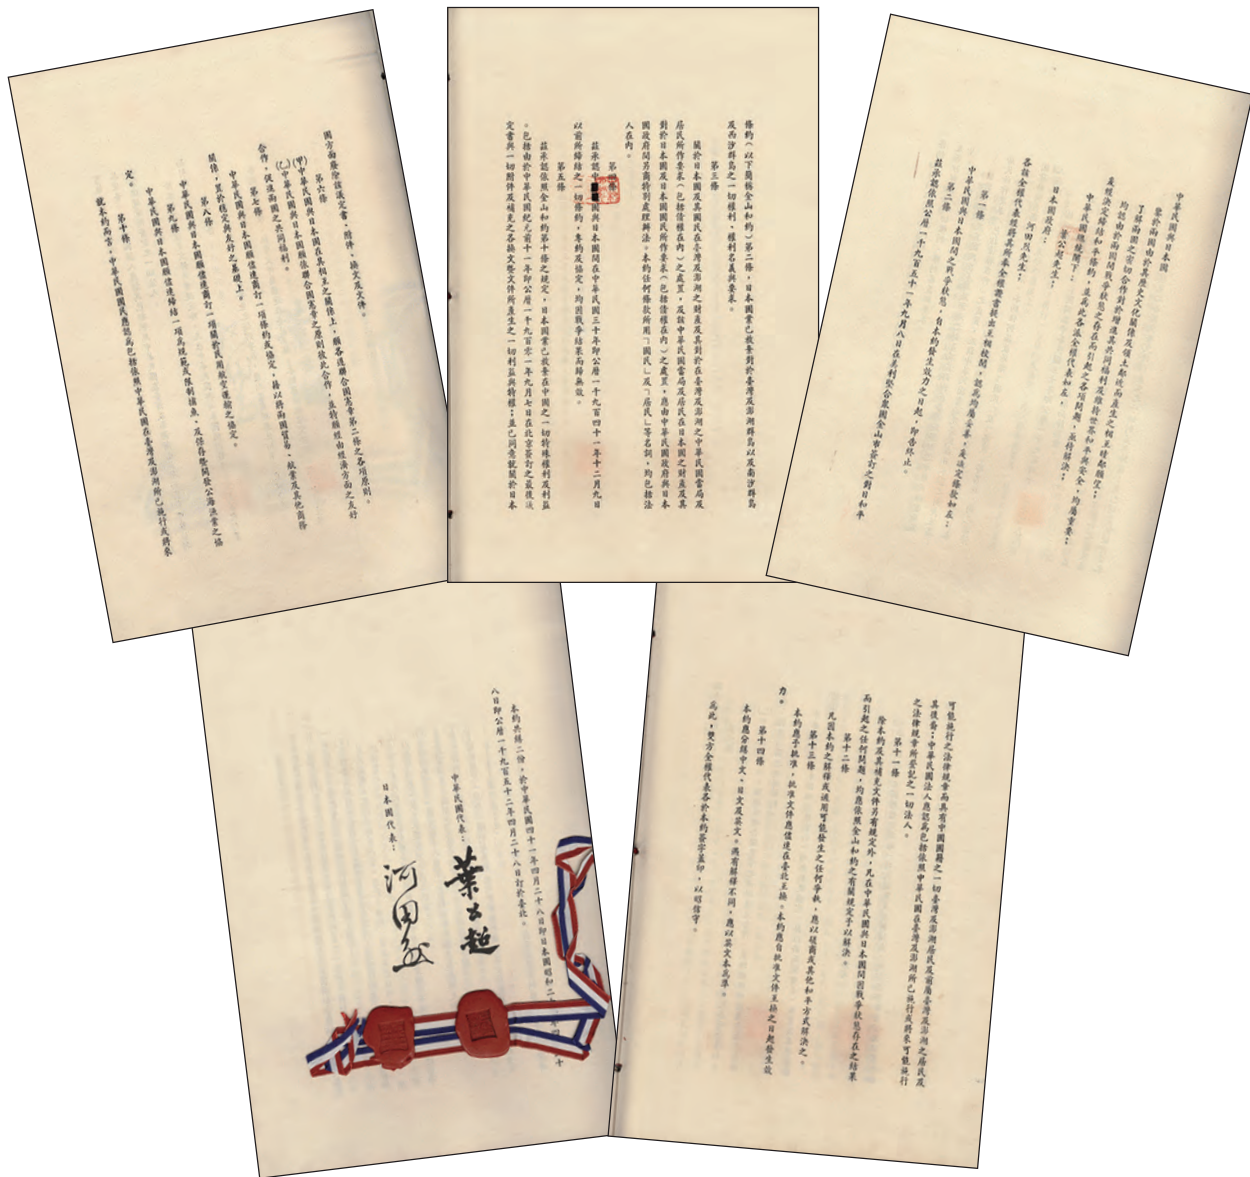 中華民國與日本國
鑒於兩國由於其歷史文化關係及領土鄰近而產生之相互睦鄰願望；
了解兩國之密切合作對於增進其共同福利及維持世界和平與安全，均屬重要；
均認由於兩國間戰爭狀態之存在而引起之各項問題，亟待解決；
爰經決定締結和平條約，並為此各派全權代表如左，
中華民國總統閣下：
葉公超先生；
日本國政府：
河田烈先生；
各該全權代表經將其所奉全權證書提出互相校閱，認為均屬妥善，爰議定條款如左：
第一條
中華民國與日本國間之戰爭狀態，自本約發生效力之日起，即告終止。
第二條
茲承認依照公曆一千九百五十一年九月八日在美利堅合眾國金山市簽訂之對日和平
條約（以下簡稱金山和約）第二條，日本國業已放棄對於臺灣及澎湖群島以及南沙群島
及西沙群島之一切權利、權利名義與要求。
第三條
關於日本國及其國民在臺灣及澎湖之財產及其對於在臺灣及澎湖之中華民國當局及
居民所作要求（包括債權在內）之處置，及該中華民國當局及居民在日本國之財產及其
對於日本國及日本國國民所作要求（包括債權在內）之處置，應由中華民國政府與日本
國政府間另商特別處理辦法。本約任何條款所用「國民」及「居民」等名詞，均包括法
人在內。
第四條
茲承認中國與日本國間在中華民國三十年即公曆一千九百四十一年十二月九日
以前所締結之一切條約，專約及協定，均因戰爭結果而歸無效。
第五條
茲承認依照金山和約第十條之規定，日本國業已放棄在中國之一切特殊權利及利益
。包括由於中華民國紀元前十一年即公曆一千九百零一年九月七日在北京簽訂之最後議
定書與一切附件及補充之各換文暨文件所產生之一切利益與特權；並已同意就關於日本
國方面廢除該議定書，附件，換文及文件。
第六條
(甲)中華民國與日本國在其相互之關係上，願各遵聯合國憲章第二條之各項原則。
(乙)中華民國與日本國願依聯合國憲章之原則彼此合作，並特願經由經濟方面之友好
合作，促進兩國之共同福利。
第七條
中華民國與日本國願儘速商訂一項條約或協定，藉以將兩國貿易、航業及其他商務
關係，置於穩定與友好之基礎上。
第八條
中華民國與日本國願儘速商訂一項關於民用航空運輸之協定。
第九條
中華民國與日本國願儘速締結一項為規範或限制捕魚、及保存暨開發公海漁業之協
定。
第十條
就本約而言，中華民國國民應認為包括依照中華民國在臺灣及澎湖所已施行或將來
可能施行之法律規章而具有中國國籍之一切臺灣及澎湖居民及前屬臺灣及澎湖之居民及
其後裔；中華民國法人應認為包括依照中華民國在臺灣及澎湖所已施行或將來可能施行
之法律規章所登記之一切法人。
第十一條
除本約及其補充文件另有規定外，凡在中華民國與日本國間因戰爭狀態存在之結果
而引起之任何問題，均應依照金山和約之有關規定予以解決。
第十二條
凡因本約之解釋或適用可能發生之任何爭執，應以磋商或其他和平方式解決之。
第十三條
本約應予批准，批准文件應儘速在臺北互換。本約應自批准文件互換之日起發生效
力。
第十四條
本約應分繕中文、日文及英文。遇有解釋不同，應以英文本為準。
為此，雙方全權代表各於本約簽字蓋印，以昭信守。
本約共繕二份，於中華民國四十一年四月二十八日即日本國昭和二十
八日即公曆一千九百五十二年四月二十八日訂於臺北。
中華民國代表：葉公超
日本國代表：河田烈